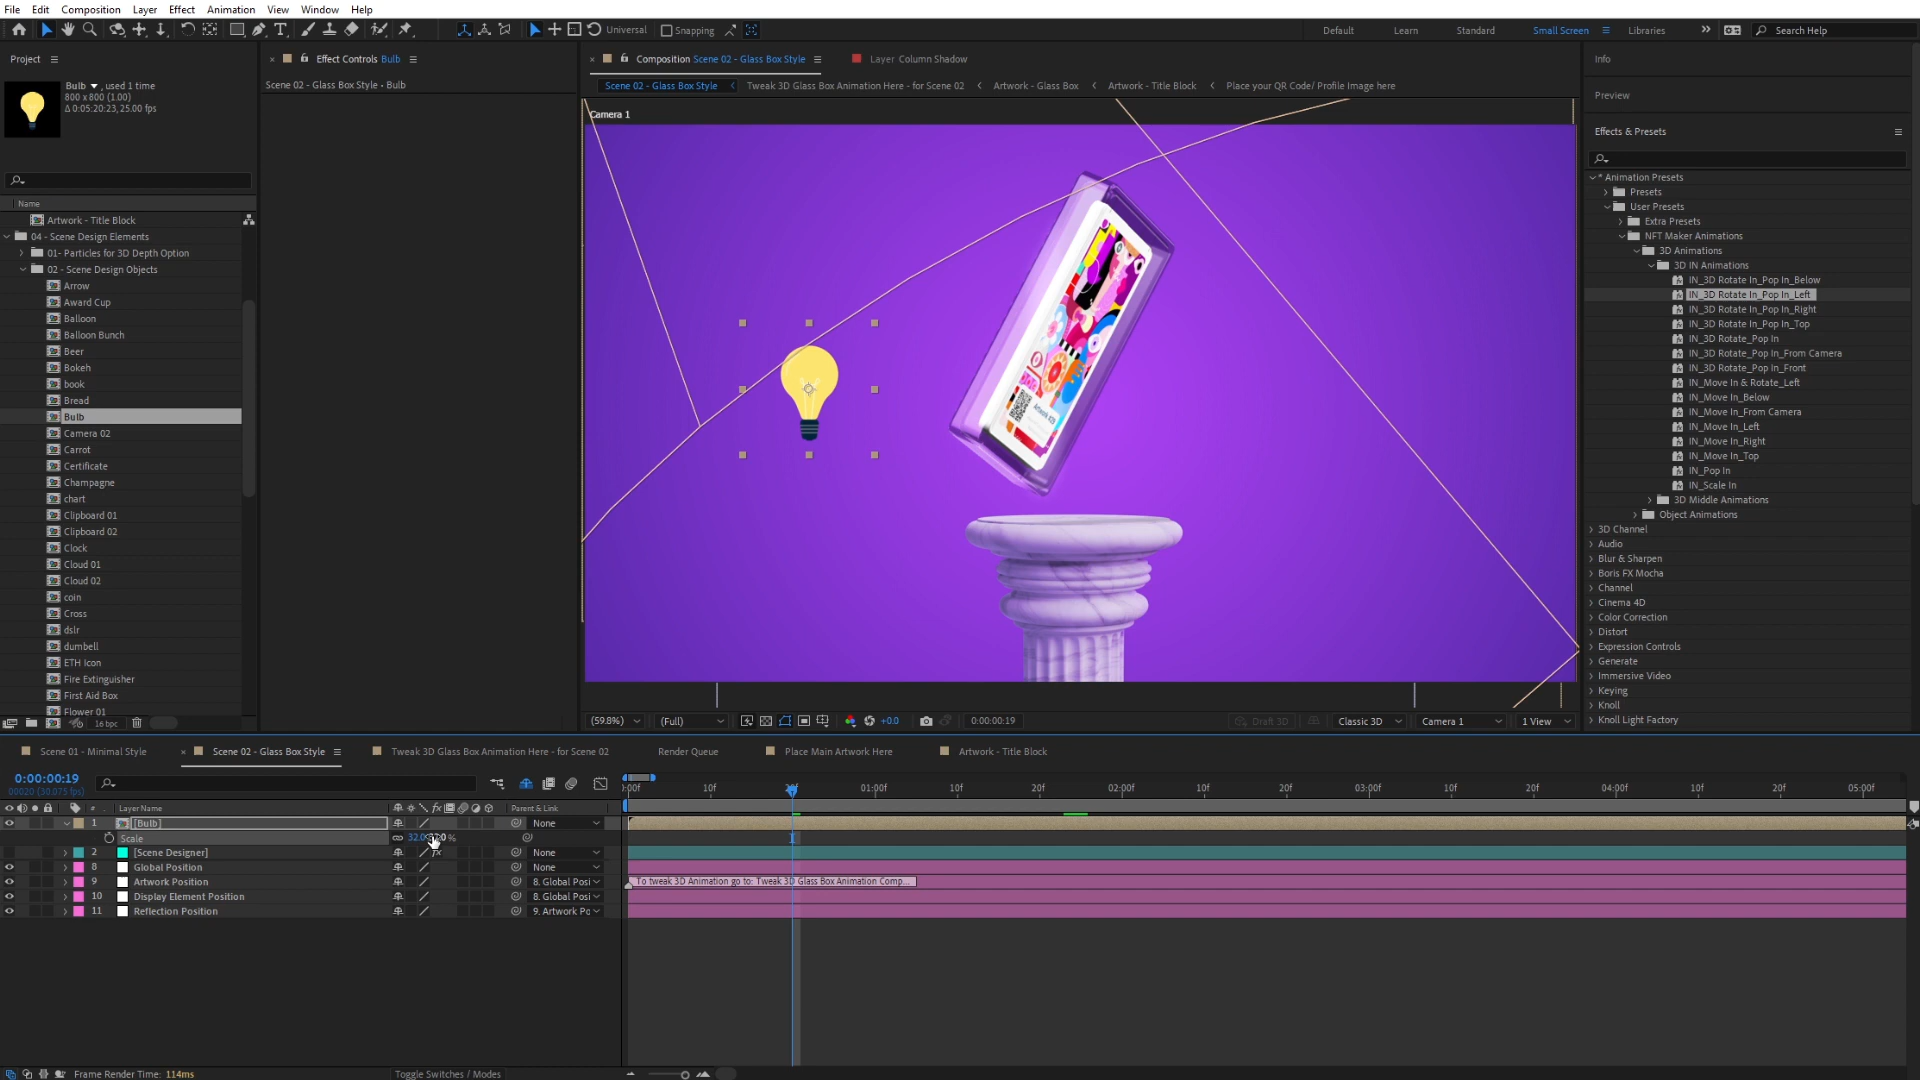 File Edit Composition Layer Effect Animation View Window Help
Universal Snapping Default Learn Standard Small Screen Libraries Search Help
Project
Bulb , used 1 time
800 x 800 (1.00)
Δ 0:05:20:23, 25.00 fps
Name
Artwork - Title Block
04 - Scene Design Elements
01- Particles for 3D Depth Option
02 - Scene Design Objects
Arrow
Award Cup
Balloon
Balloon Bunch
Beer
Bokeh
book
Bread
Bulb
Camera 02
Carrot
Certificate
Champagne
chart
Clipboard 01
Clipboard 02
Clock
Cloud 01
Cloud 02
coin
Cross
dslr
dumbell
ETH Icon
Fire Extinguisher
First Aid Box
Flower 01
16 bpc
Effect Controls Bulb
Scene 02 - Glass Box Style • Bulb
Composition Scene 02 - Glass Box Style Layer Column Shadow
Scene 02 - Glass Box Style Tweak 3D Glass Box Animation Here - for Scene 02 Artwork - Glass Box Artwork - Title Block Place your QR Code/ Profile Image here
Camera 1
(59.8%) (Full) +0.0 0:00:00:19 Draft 3D Classic 3D Camera 1 1 View
Info
Preview
Effects & Presets
* Animation Presets
Presets
User Presets
Extra Presets
NFT Maker Animations
3D Animations
3D IN Animations
IN_3D Rotate In_Pop In_Below
IN_3D Rotate In_Pop In_Left
IN_3D Rotate In_Pop In_Right
IN_3D Rotate In_Pop In_Top
IN_3D Rotate_Pop In
IN_3D Rotate_Pop In_From Camera
IN_3D Rotate_Pop In_Front
IN_Move In & Rotate_Left
IN_Move In_Below
IN_Move In_From Camera
IN_Move In_Left
IN_Move In_Right
IN_Move In_Top
IN_Pop In
IN_Scale In
3D Middle Animations
Object Animations
3D Channel
Audio
Blur & Sharpen
Boris FX Mocha
Channel
Cinema 4D
Color Correction
Distort
Expression Controls
Generate
Immersive Video
Keying
Knoll
Knoll Light Factory
Scene 01 - Minimal Style Scene 02 - Glass Box Style Tweak 3D Glass Box Animation Here - for Scene 02 Render Queue Place Main Artwork Here Artwork - Title Block
0:00:00:19
00020 (30.075 fps)
:00f 10f 01:00f 10f 20f 02:00f 10f 20f 03:00f 10f 20f 04:00f 10f 20f 05:00f
# Layer Name Parent & Link
1 [Bulb] None
Scale 32.0 %
2 [Scene Designer] None
8 Global Position None
9 Artwork Position 8. Global Posi To tweak 3D Animation go to: Tweak 3D Glass Box Animation Comp...
10 Display Element Position 8. Global Posi
11 Reflection Position 9. Artwork Po
Frame Render Time: 114ms Toggle Switches / Modes